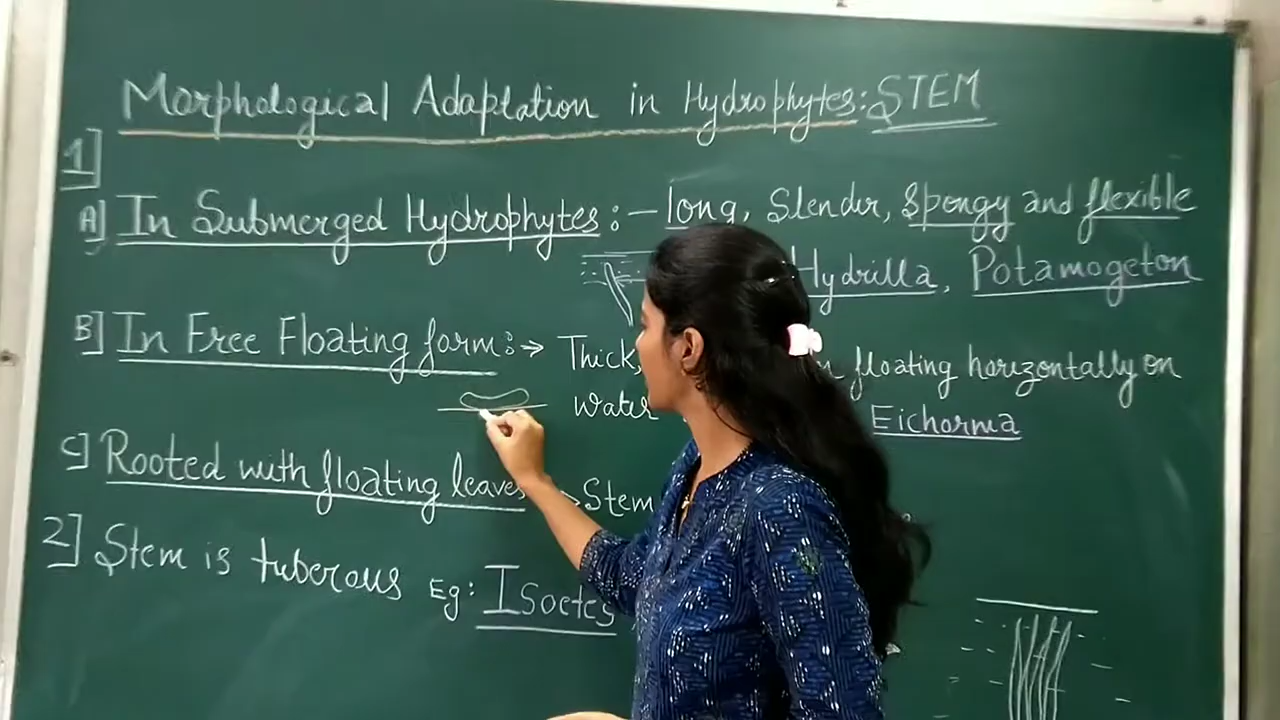 Morphological Adaptation in Hydrophytes: STEM
1]
A] In Submerged Hydrophytes :– long, Slender, Spongy and flexible
Hydrilla, Potamogeton
B] In Free Floating form :→ Thick, floating horizontally on
Water Eichornia
C] Rooted with floating leaves Stem
2] Stem is tuberous Eg: Isoetes